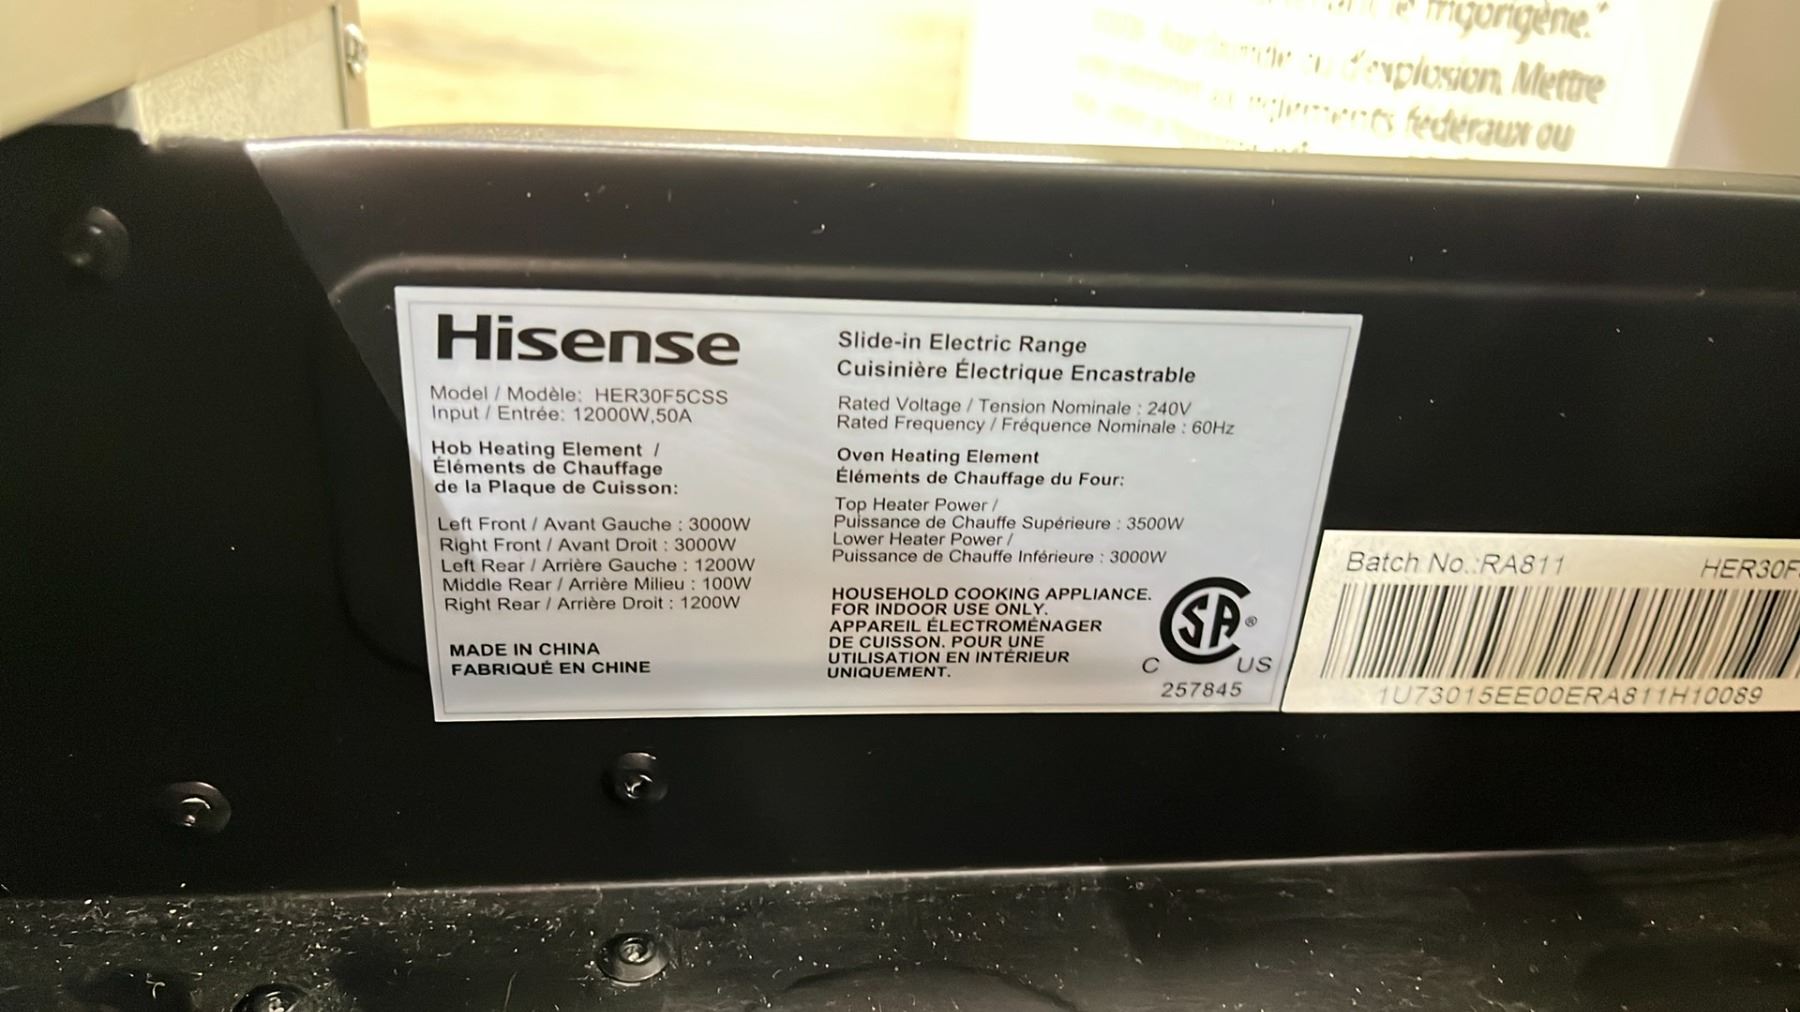 frigorigène."
d'explosion. Mettre
fédéraux ou
Hisense
Model / Modèle: HER30F5CSS
Input / Entrée: 12000W,50A
Hob Heating Element /
Éléments de Chauffage
de la Plaque de Cuisson:
Left Front / Avant Gauche : 3000W
Right Front / Avant Droit : 3000W
Left Rear / Arrière Gauche : 1200W
Middle Rear / Arrière Milieu : 100W
Right Rear / Arrière Droit : 1200W
MADE IN CHINA
FABRIQUÉ EN CHINE
Slide-in Electric Range
Cuisinière Électrique Encastrable
Rated Voltage / Tension Nominale : 240V
Rated Frequency / Fréquence Nominale : 60Hz
Oven Heating Element
Éléments de Chauffage du Four:
Top Heater Power /
Puissance de Chauffe Supérieure : 3500W
Lower Heater Power /
Puissance de Chauffe Inférieure : 3000W
HOUSEHOLD COOKING APPLIANCE.
FOR INDOOR USE ONLY.
APPAREIL ÉLECTROMÉNAGER
DE CUISSON. POUR UNE
UTILISATION EN INTÉRIEUR
UNIQUEMENT.
SA ®
C US
257845
Batch No.:RA811 HER30F
1U73015EE00ERA811H10089